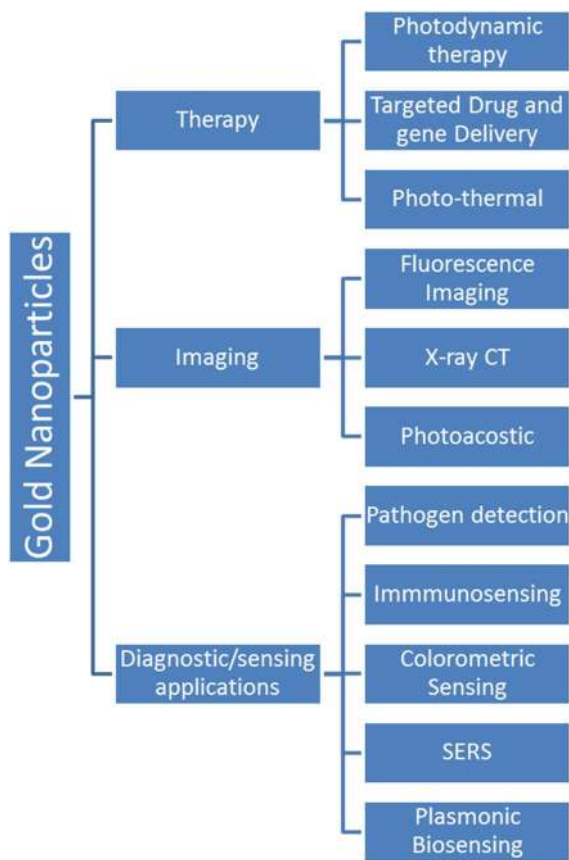 Gold Nanoparticles
Therapy
Photodynamic
therapy
Targeted Drug and
gene Delivery
Photo-thermal
Imaging
Fluorescence
Imaging
X-ray CT
Photoacostic
Diagnostic/sensing
applications
Pathogen detection
Immmunosensing
Colorometric
Sensing
SERS
Plasmonic
Biosensing